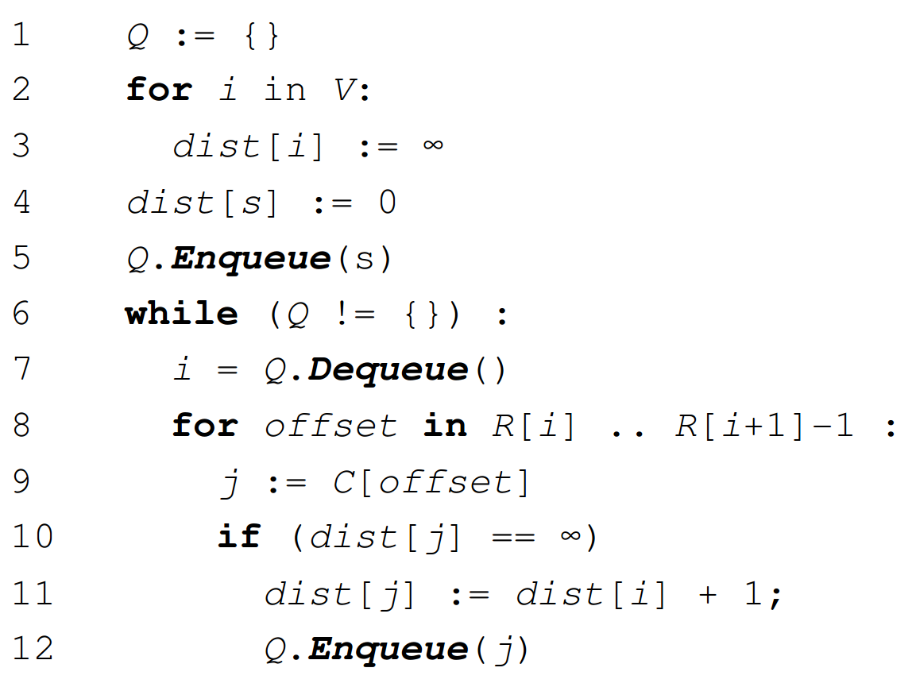 1 Q := {}
2 for i in V:
3 dist[i] := ∞
4 dist[s] := 0
5 Q.Enqueue(s)
6 while (Q != {}) :
7 i = Q.Dequeue()
8 for offset in R[i] .. R[i+1]-1 :
9 j := C[offset]
10 if (dist[j] == ∞)
11 dist[j] := dist[i] + 1;
12 Q.Enqueue(j)